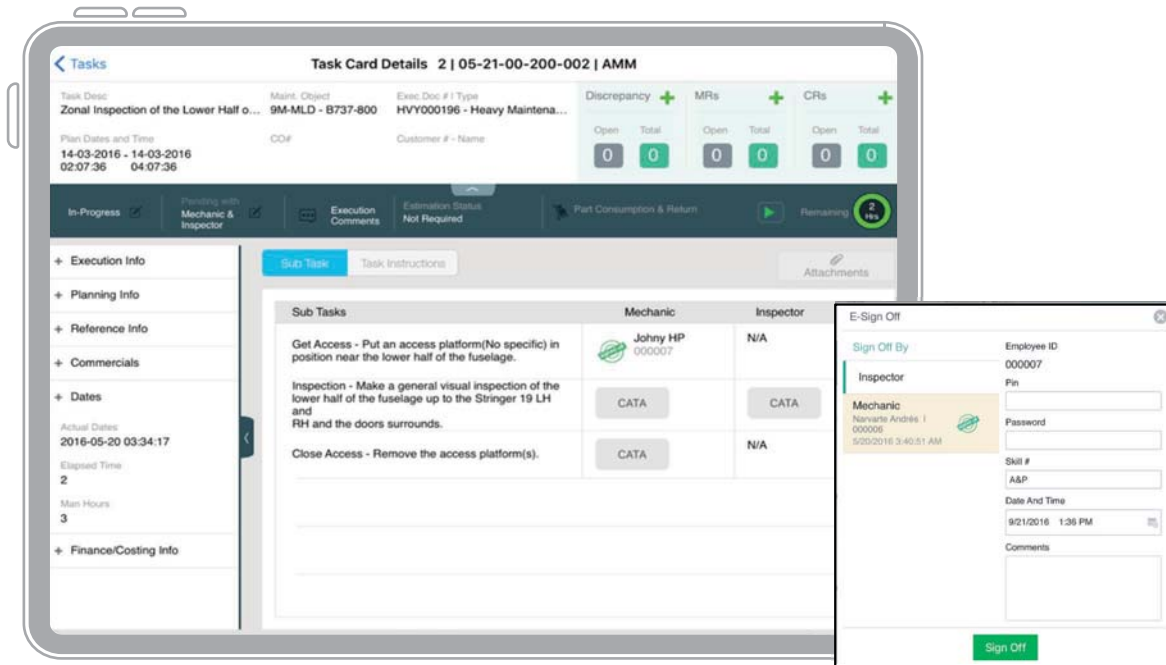 Tasks
Task Card Details 2 | 05-21-00-200-002 | AMM
Task Desc
Zonal Inspection of the Lower Half o...
Maint. Object
9M-MLD - B737-800
Exec.Doc # / Type
HVY000196 - Heavy Maintena...
Plan Dates and Time
14-03-2016 - 14-03-2016
02:07:36 04:07:36
CO#
Customer # - Name
Discrepancy
Open Total
0 0
MRs
Open Total
0 0
CRs
Open Total
0 0
In-Progress
Pending with
Mechanic &
Inspector
Execution
Comments
Estimation Status
Not Required
Part Consumption & Return
Remaining
2
Hrs
+ Execution Info
+ Planning Info
+ Reference Info
+ Commercials
+ Dates
Actual Dates
2016-05-20 03:34:17
Elapsed Time
2
Man Hours
3
+ Finance/Costing Info
Sub Task Task Instructions
Attachments
Sub Tasks Mechanic Inspector
Get Access - Put an access platform(No specific) in
position near the lower half of the fuselage.
Johny HP
000007
N/A
Inspection - Make a general visual inspection of the
lower half of the fuselage up to the Stringer 19 LH
and
RH and the doors surrounds.
CATA CATA
Close Access - Remove the access platform(s).
CATA
N/A
E-Sign Off
Sign Off By
Inspector
Mechanic
Narvarte Andrés. I
000006
5/20/2016 3:40:51 AM
Employee ID
000007
Pin
Password
Skill #
A&P
Date And Time
9/21/2016 1:36 PM
Comments
Sign Off